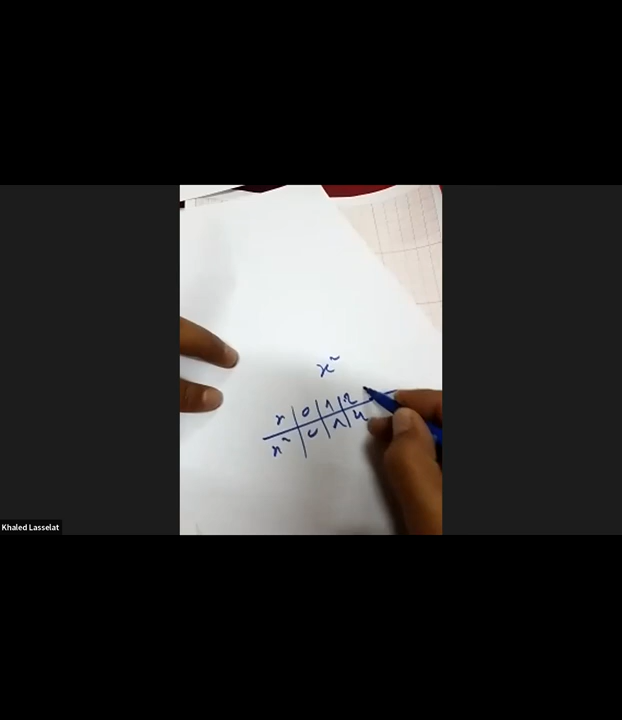 x²
x | 0 | 1 | 2
x² | 0 | 1 | 4
Khaled Lasselat